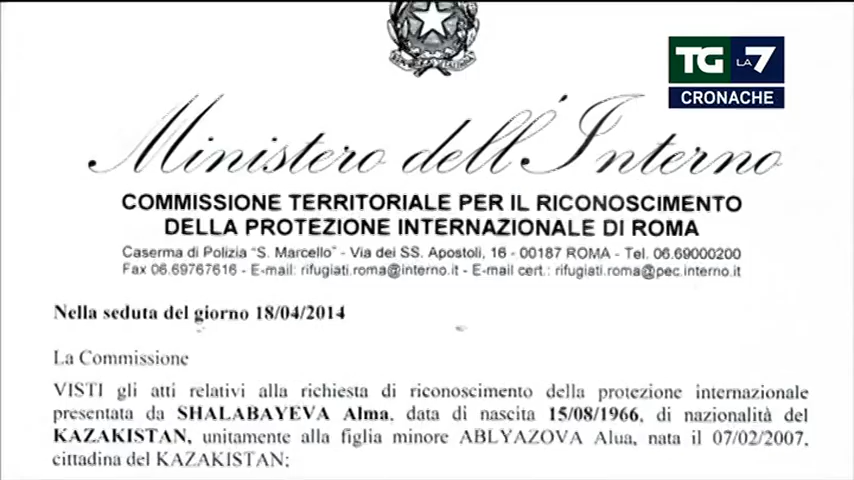 TG LA 7
CRONACHE
Ministero dell'Interno
COMMISSIONE TERRITORIALE PER IL RICONOSCIMENTO
DELLA PROTEZIONE INTERNAZIONALE DI ROMA
Caserma di Polizia "S. Marcello" - Via dei SS. Apostoli, 16 - 00187 ROMA - Tel. 06.69000200
Fax 06.69767616 - E-mail: rifugiati.roma@interno.it - E-mail cert.: rifugiati.roma@pec.interno.it
Nella seduta del giorno 18/04/2014
La Commissione
VISTI gli atti relativi alla richiesta di riconoscimento della protezione internazionale
presentata da SHALABAYEVA Alma, data di nascita 15/08/1966, di nazionalità del
KAZAKISTAN, unitamente alla figlia minore ABLYAZOVA Alua, nata il 07/02/2007,
cittadina del KAZAKISTAN;